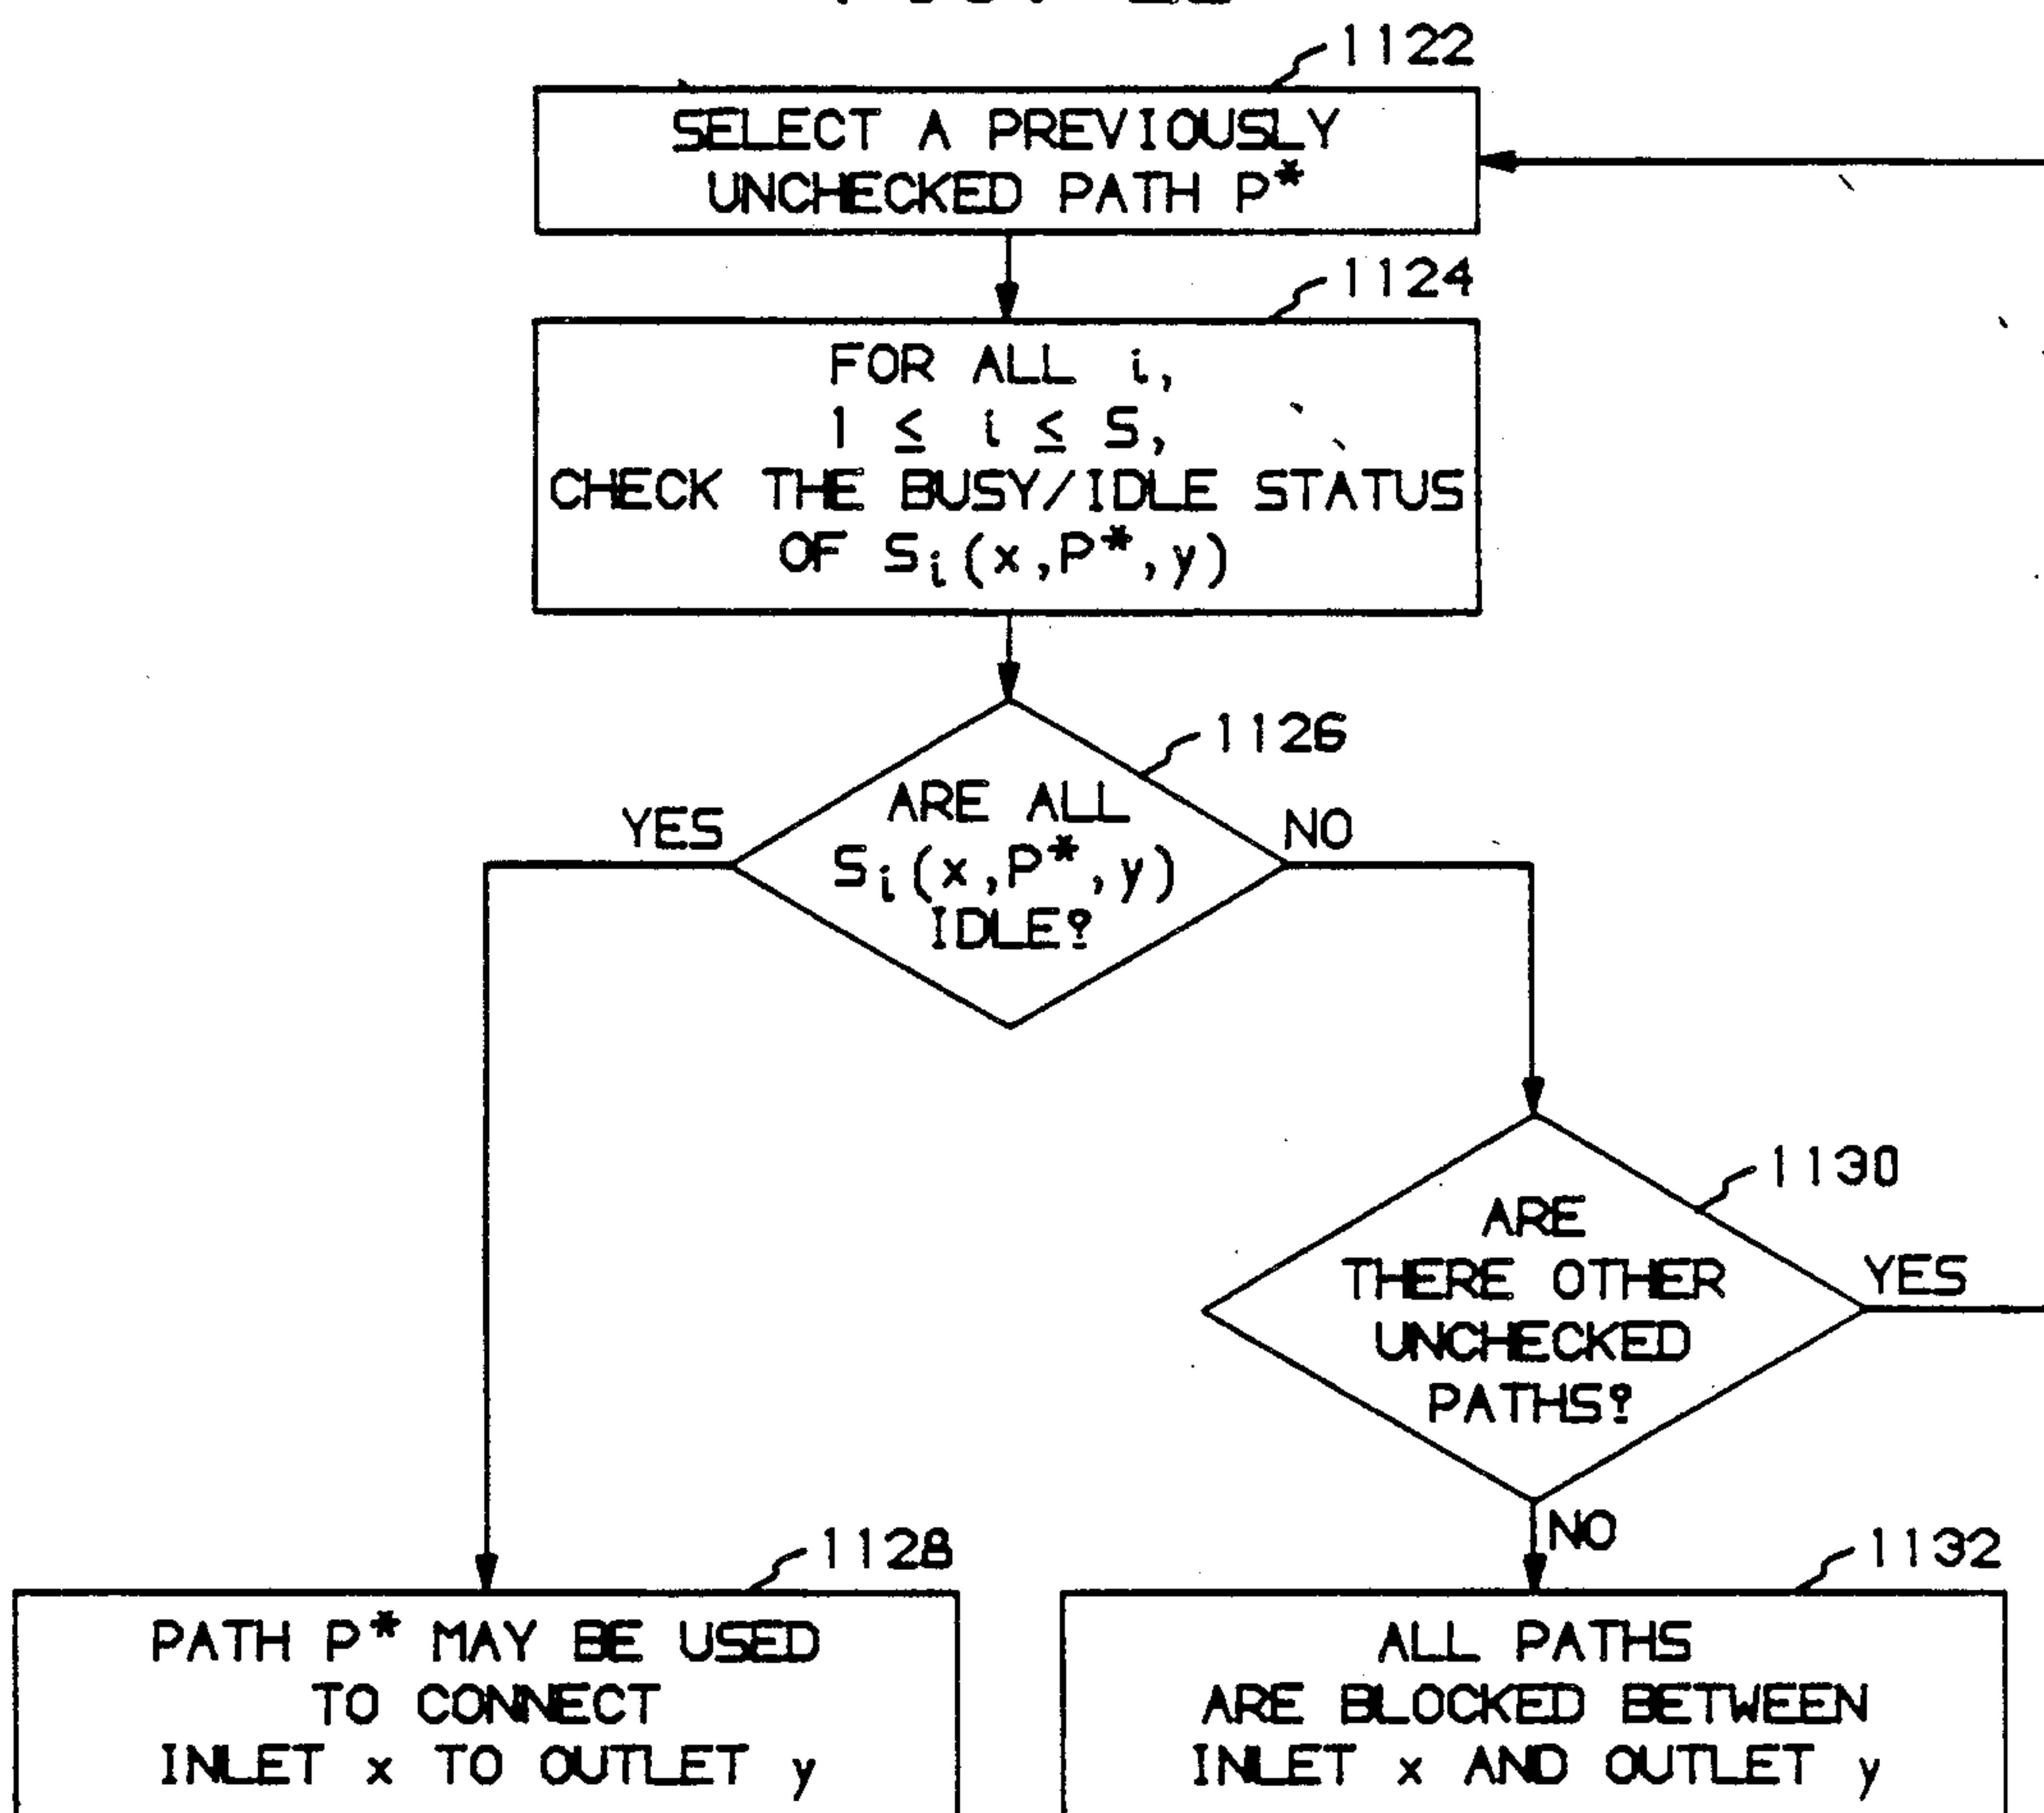 1122
SELECT A PREVIOUSLY
UNCHECKED PATH P*
1124
FOR ALL i,
1 ≤ i ≤ S,
CHECK THE BUSY/IDLE STATUS
OF Si(x,P*,y)
1126
ARE ALL
Si(x,P*,y)
IDLE?
YES
NO
1130
ARE
THERE OTHER
UNCHECKED
PATHS?
YES
NO
1128
PATH P* MAY BE USED
TO CONNECT
INLET x TO OUTLET y
1132
ALL PATHS
ARE BLOCKED BETWEEN
INLET x AND OUTLET y